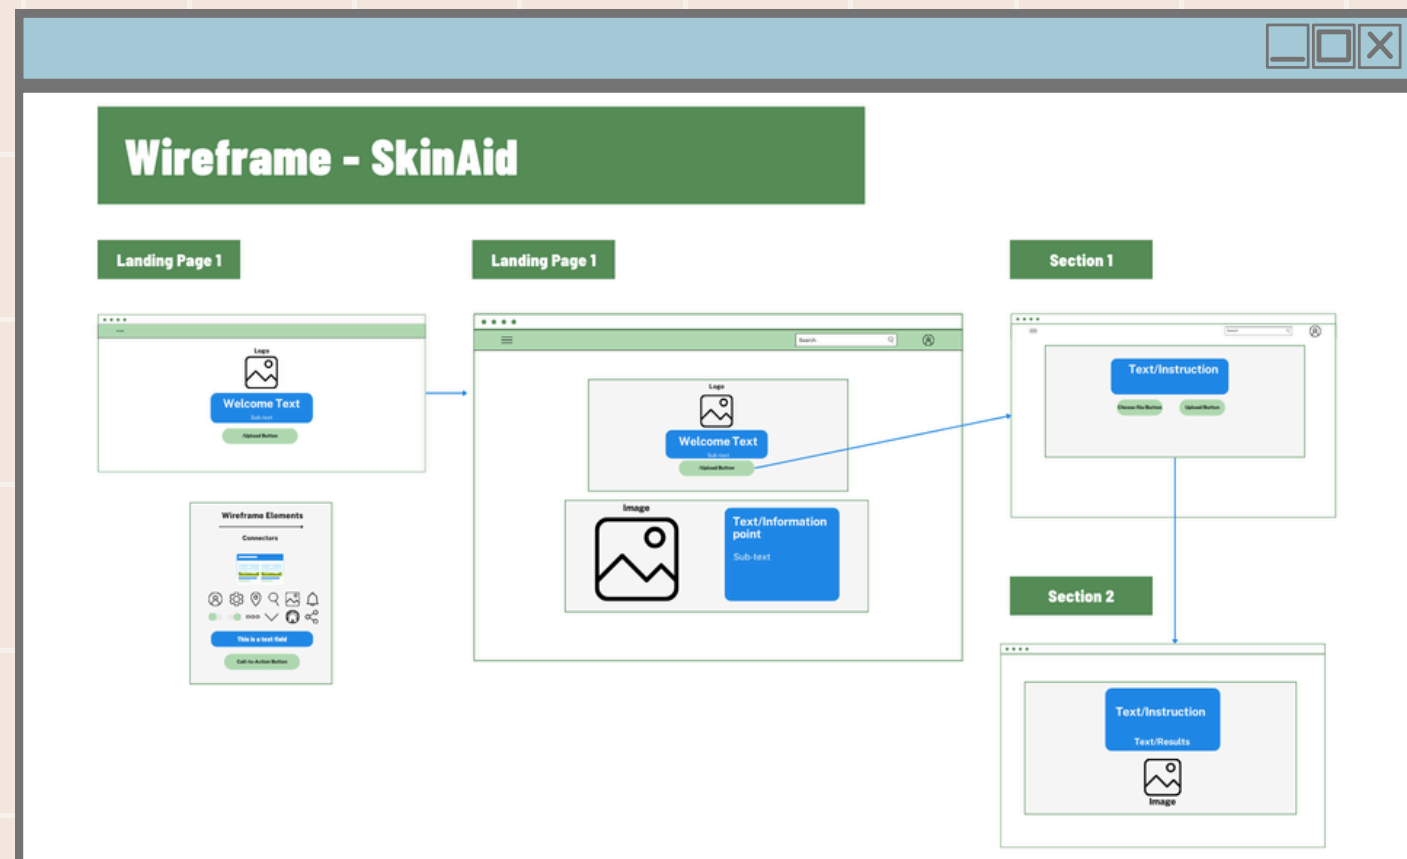 Wireframe - SkinAid
Landing Page 1
Logo
Welcome Text
Sub-text
/Upload Button
Wireframe Elements
Connectors
This is a text field
Call-to-Action Button
Landing Page 1
Search
Logo
Welcome Text
Sub-text
/Upload Button
Image
Text/Information
point
Sub-text
Section 1
Search
Text/Instruction
Choose file/Button
Upload Button
Section 2
Text/Instruction
Text/Results
Image